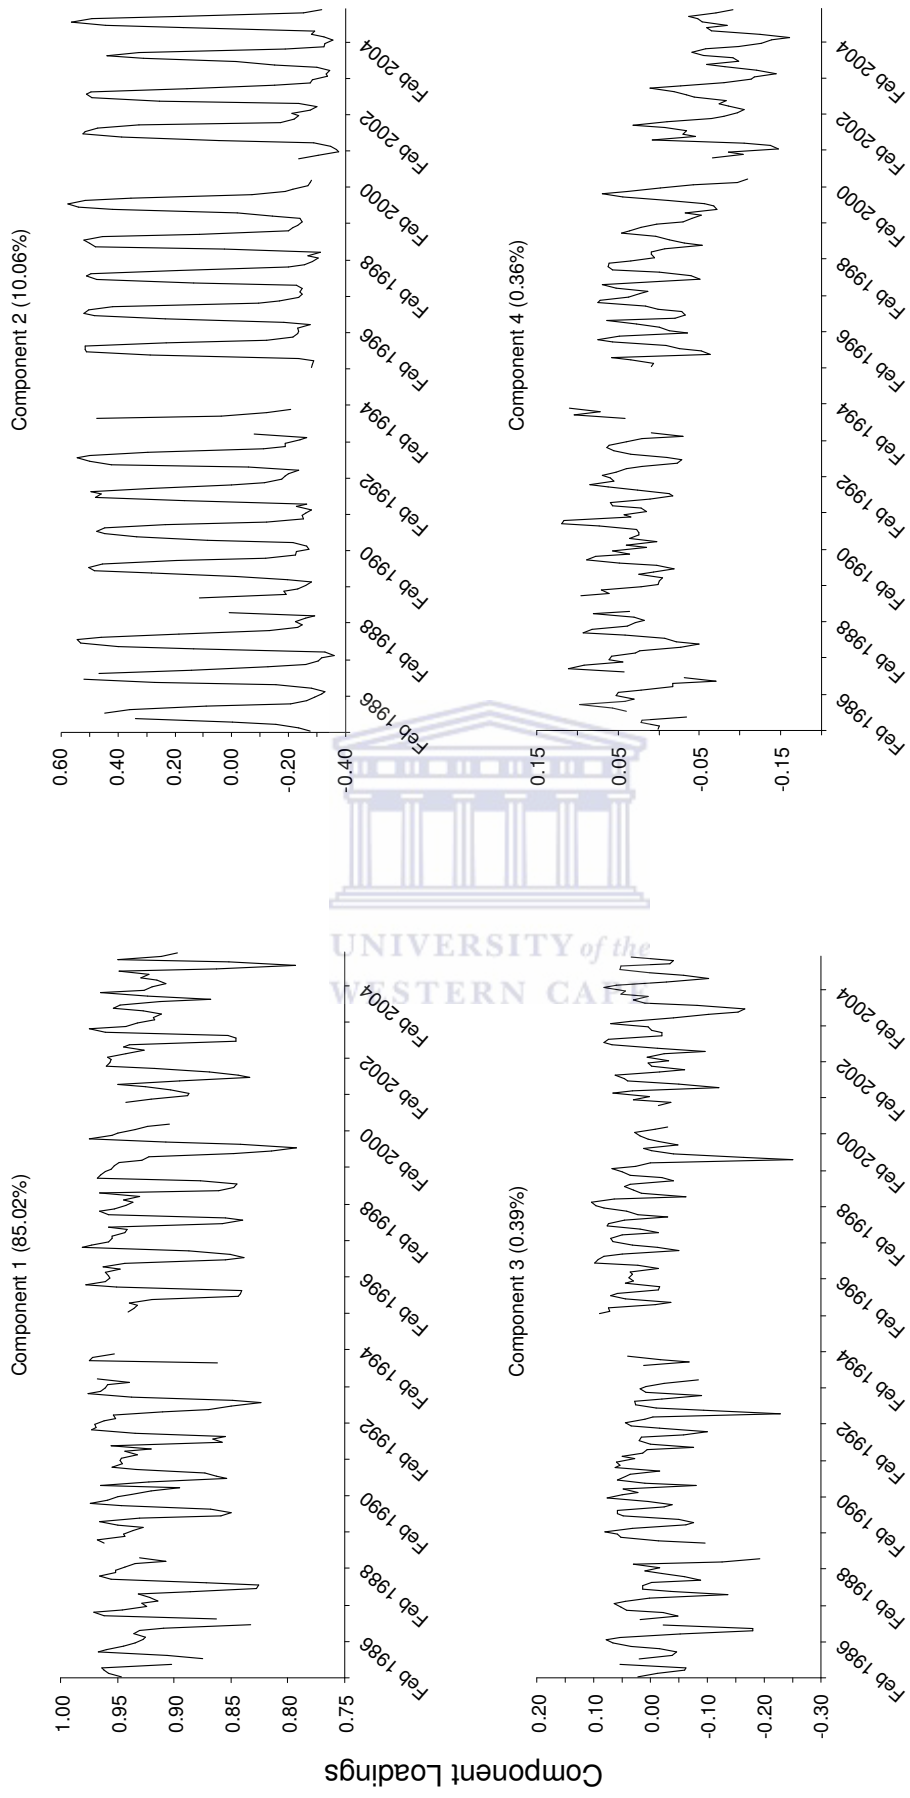 Component Loadings
Component 1 (85.02%)
1.00
0.95
0.90
0.85
0.80
0.75
Feb 1986
Feb 1988
Feb 1990
Feb 1992
Feb 1994
Feb 1996
Feb 1998
Feb 2000
Feb 2002
Feb 2004
Component 2 (10.06%)
0.60
0.40
0.20
0.00
-0.20
-0.40
Feb 1986
Feb 1988
Feb 1990
Feb 1992
Feb 1994
Feb 1996
Feb 1998
Feb 2000
Feb 2002
Feb 2004
Component 3 (0.39%)
0.20
0.10
0.00
-0.10
-0.20
-0.30
Feb 1986
Feb 1988
Feb 1990
Feb 1992
Feb 1994
Feb 1996
Feb 1998
Feb 2000
Feb 2002
Feb 2004
Component 4 (0.36%)
0.15
0.05
-0.05
-0.15
Feb 1986
Feb 1988
Feb 1990
Feb 1992
Feb 1994
Feb 1996
Feb 1998
Feb 2000
Feb 2002
Feb 2004
UNIVERSITY of the
WESTERN CAPE